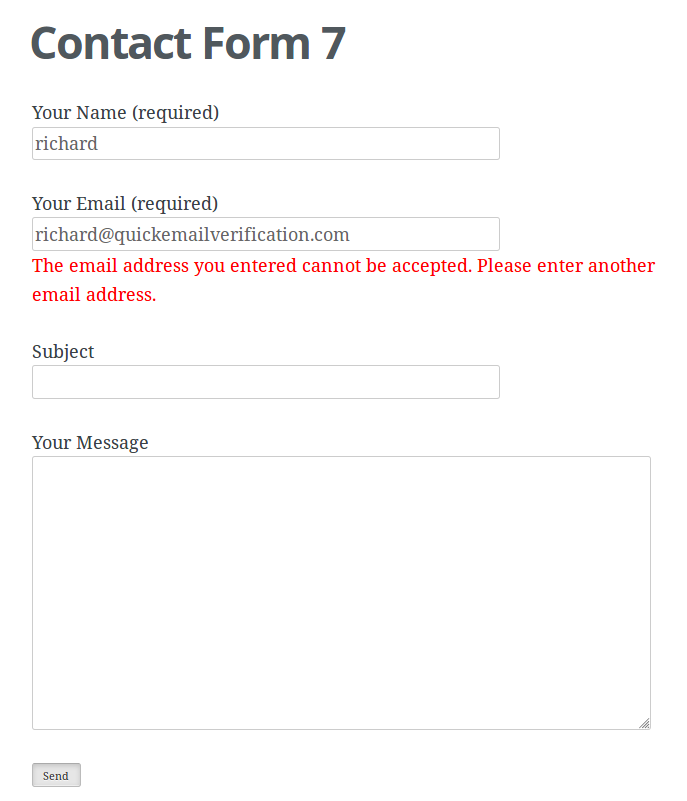 Contact Form 7
Your Name (required)
richard
Your Email (required)
richard@quickemailverification.com
The email address you entered cannot be accepted. Please enter another
email address.
Subject
Your Message
Send